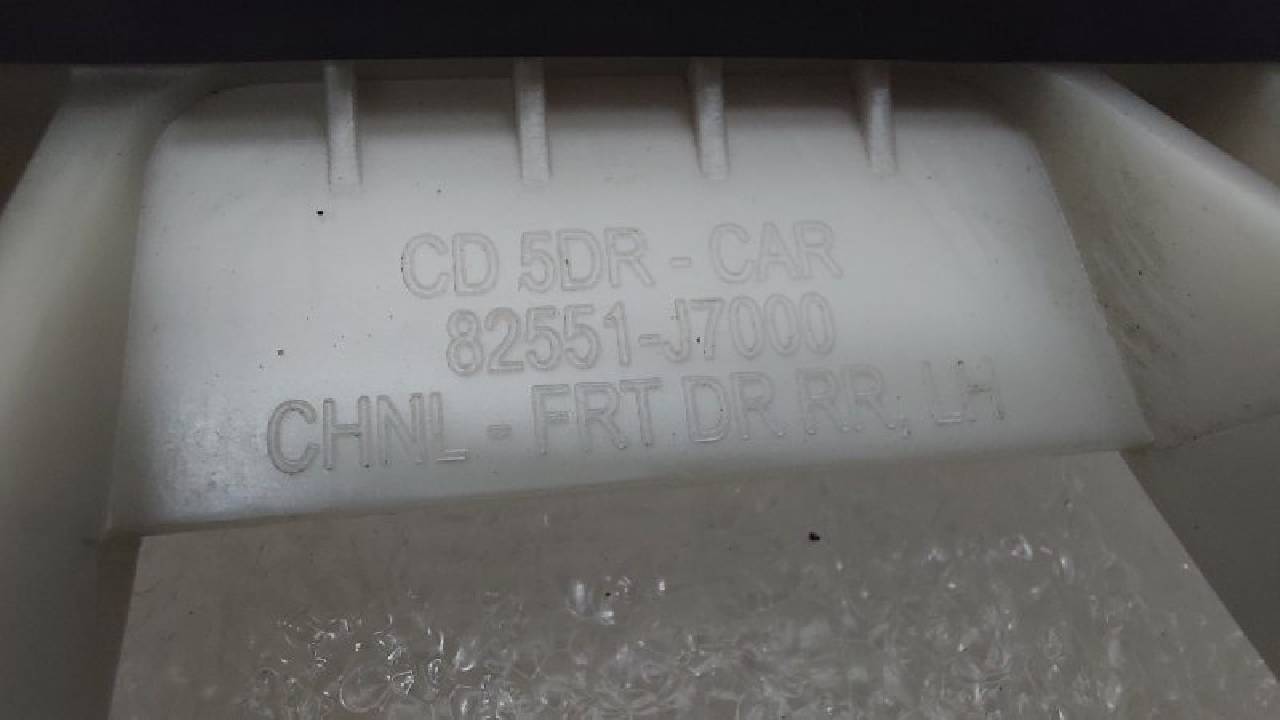 CD 5DR - CAR
82551-J7000
CHNL - FRT DR RR, LH